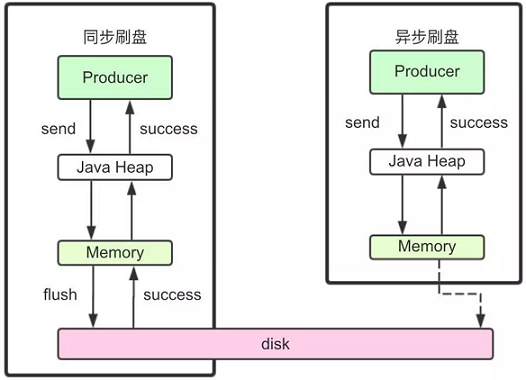 同步刷盘
Producer
send
success
Java Heap
Memory
flush
success
异步刷盘
Producer
send
success
Java Heap
Memory
disk